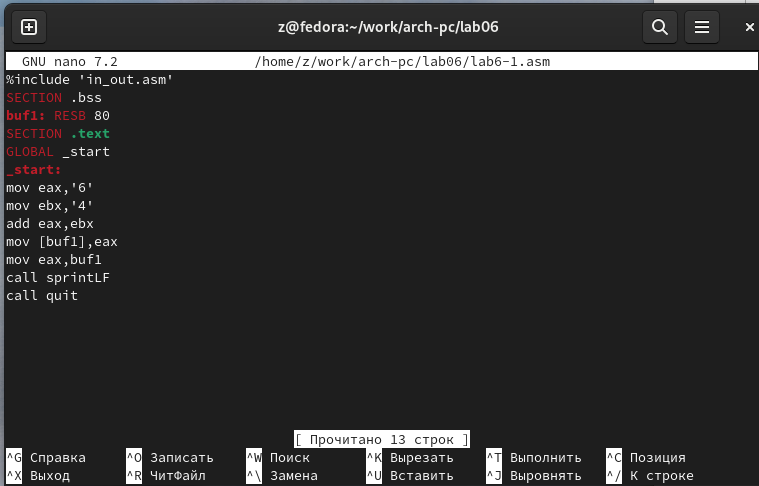 z@fedora:~/work/arch-pc/lab06
GNU nano 7.2 /home/z/work/arch-pc/lab06/lab6-1.asm
%include 'in_out.asm'
SECTION .bss
buf1: RESB 80
SECTION .text
GLOBAL _start
_start:
mov eax,'6'
mov ebx,'4'
add eax,ebx
mov [buf1],eax
mov eax,buf1
call sprintLF
call quit
[ Прочитано 13 строк ]
^G Справка ^O Записать ^W Поиск ^K Вырезать ^T Выполнить ^C Позиция
^X Выход ^R ЧитФайл ^\ Замена ^U Вставить ^J Выровнять ^/ К строке